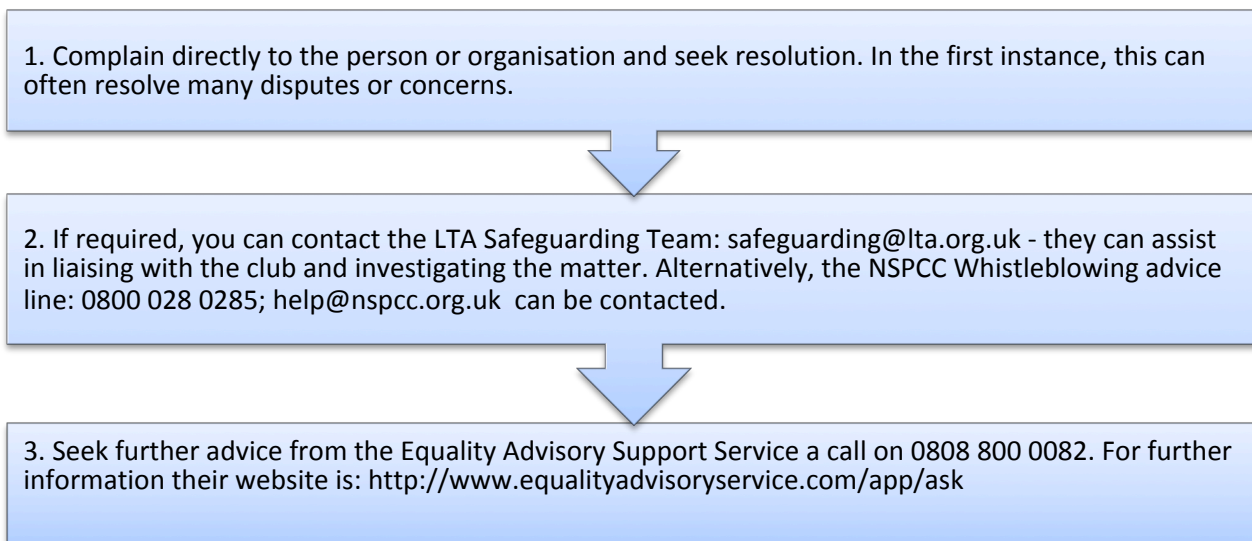 1. Complain directly to the person or organisation and seek resolution. In the first instance, this can
often resolve many disputes or concerns.
2. If required, you can contact the LTA Safeguarding Team: safeguarding@lta.org.uk - they can assist
in liaising with the club and investigating the matter. Alternatively, the NSPCC Whistleblowing advice
line: 0800 028 0285; help@nspcc.org.uk  can be contacted.
3. Seek further advice from the Equality Advisory Support Service a call on 0808 800 0082. For further
information their website is: http://www.equalityadvisoryservice.com/app/ask